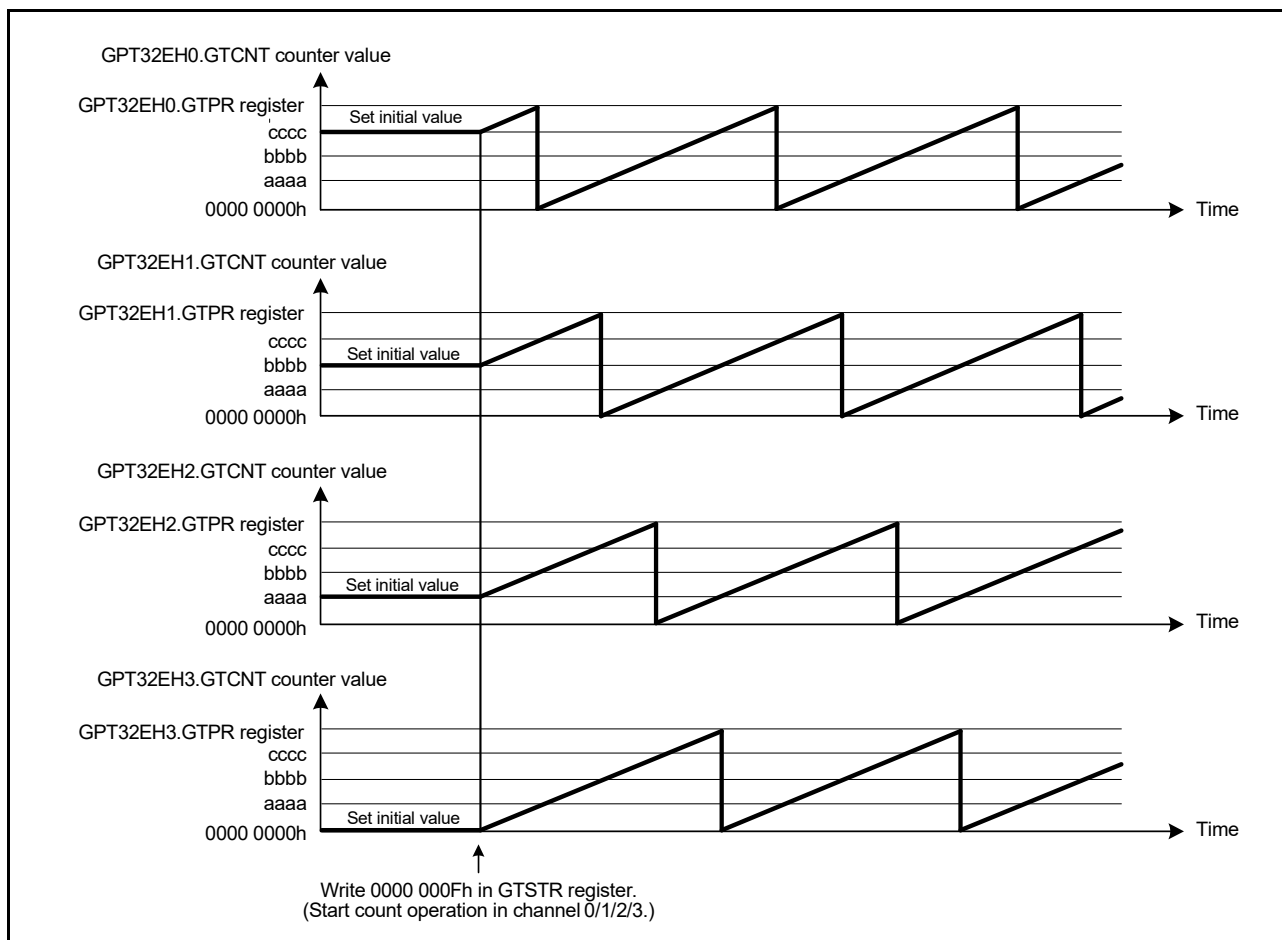 GPT32EH0.GTCNT counter value
GPT32EH0.GTPR register
Set initial value
cccc
bbbb
aaaa
0000 0000h
Time
GPT32EH1.GTCNT counter value
GPT32EH1.GTPR register
cccc
Set initial value
bbbb
aaaa
0000 0000h
Time
GPT32EH2.GTCNT counter value
GPT32EH2.GTPR register
cccc
bbbb
Set initial value
aaaa
0000 0000h
Time
GPT32EH3.GTCNT counter value
GPT32EH3.GTPR register
cccc
bbbb
aaaa
Set initial value
0000 0000h
Time
Write 0000 000Fh in GTSTR register.
(Start count operation in channel 0/1/2/3.)